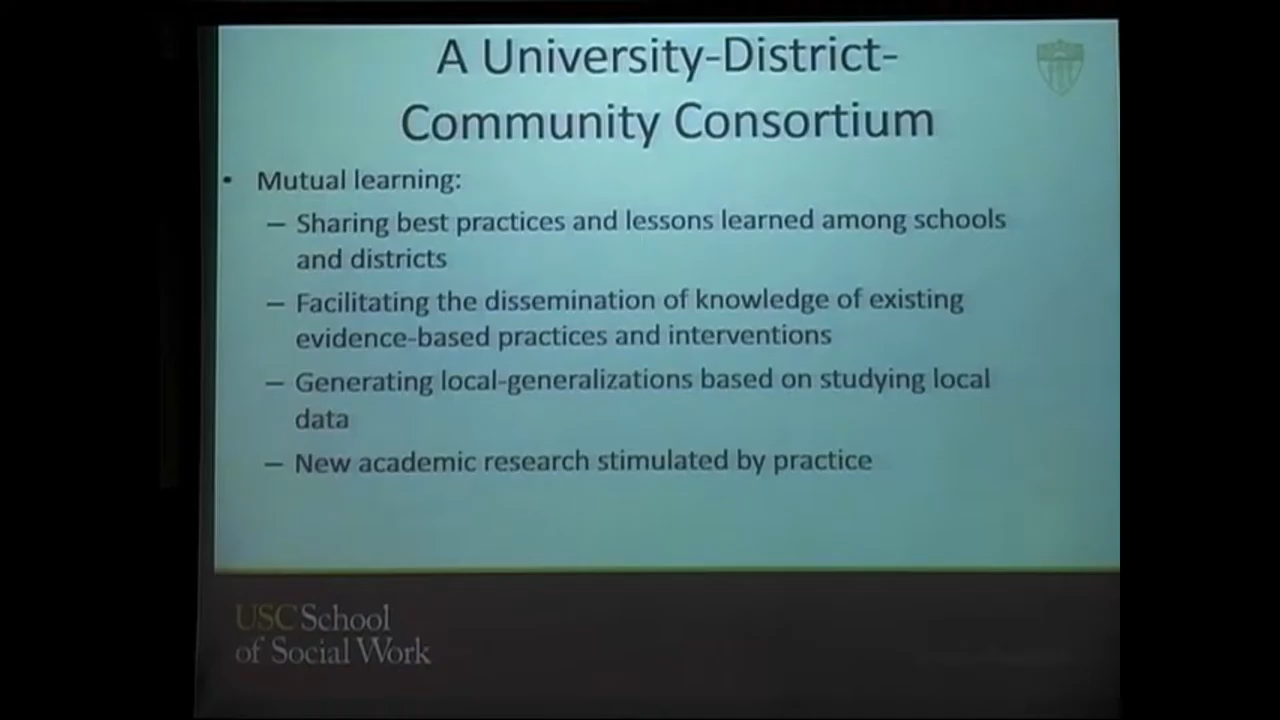 A University-District-
Community Consortium
• Mutual learning:
– Sharing best practices and lessons learned among schools
and districts
– Facilitating the dissemination of knowledge of existing
evidence-based practices and interventions
– Generating local-generalizations based on studying local
data
– New academic research stimulated by practice
USC School
of Social Work